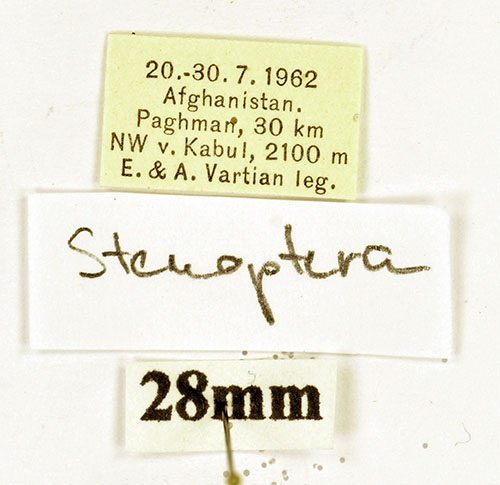 20.-30. 7. 1962
Afghanistan.
Paghman, 30 km
NW v. Kabul, 2100 m
E. & A. Vartian leg.
Stenoptera
28mm